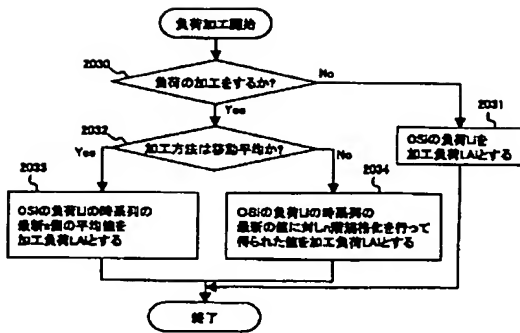 負荷加工開始
2030
負荷の加工をするか?
No
Yes
2031
OSiの負荷Liを
加工負荷LAiとする
2032
加工方法は移動平均か?
Yes
No
2033
OSiの負荷Liの時系列の
最新n個の平均値を
加工負荷LAiとする
2034
OSiの負荷Liの時系列の
最新の値に対しn階規格化を行って
得られた値を加工負荷LAiとする
終了